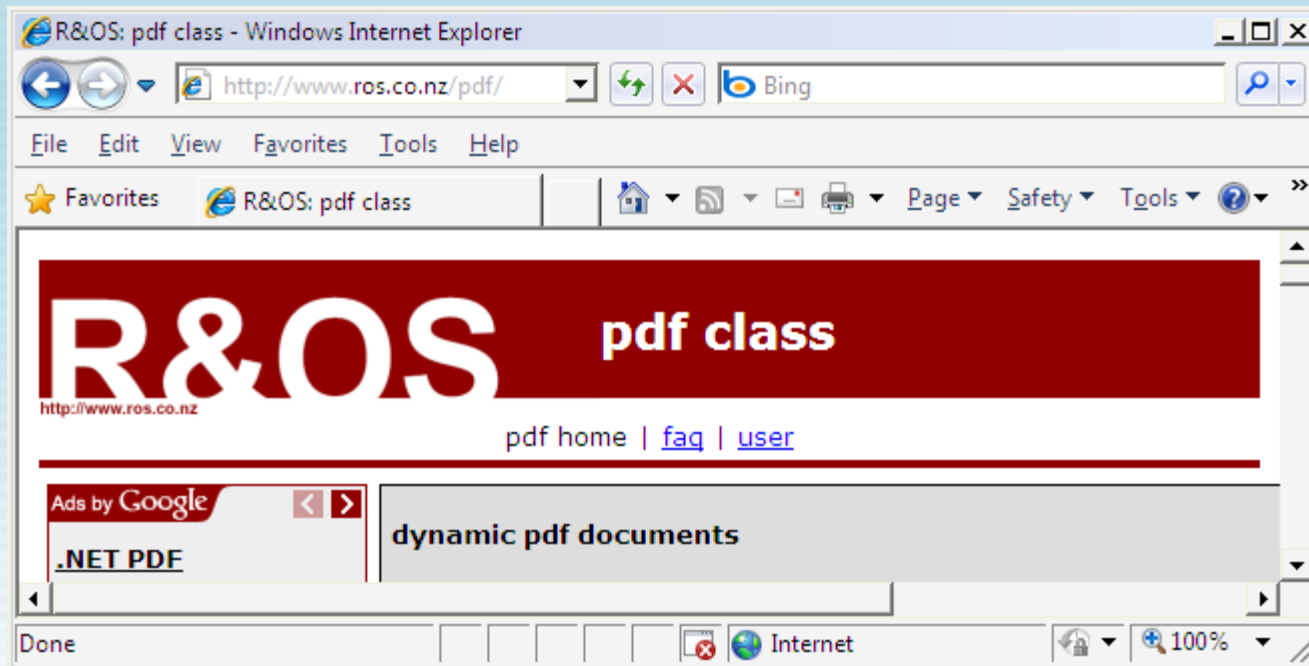 R&OS: pdf class - Windows Internet Explorer
http://www.ros.co.nz/pdf/ Bing
File Edit View Favorites Tools Help
Favorites R&OS: pdf class Page Safety Tools »
R&OS pdf class
http://www.ros.co.nz
pdf home | faq | user
Ads by Google
dynamic pdf documents
.NET PDF
Done Internet 100%